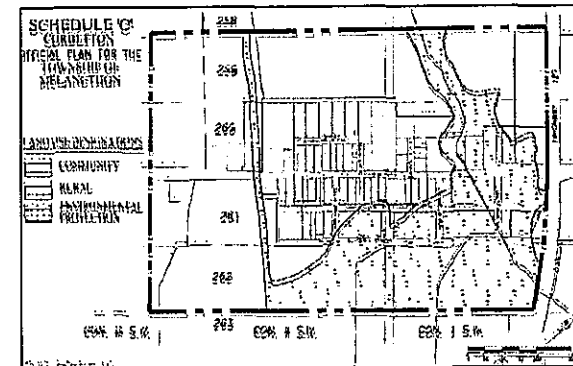 SCHEDULE 'C'
CORBETTON
OFFICIAL PLAN FOR THE
TOWNSHIP OF
MELANCTHON
LAND USE DESIGNATIONS
COMMUNITY
RURAL
ENVIRONMENTAL
PROTECTION
258
259
260
261
262
263
CON. III S.W.
CON. II S.W.
CON. I S.W.